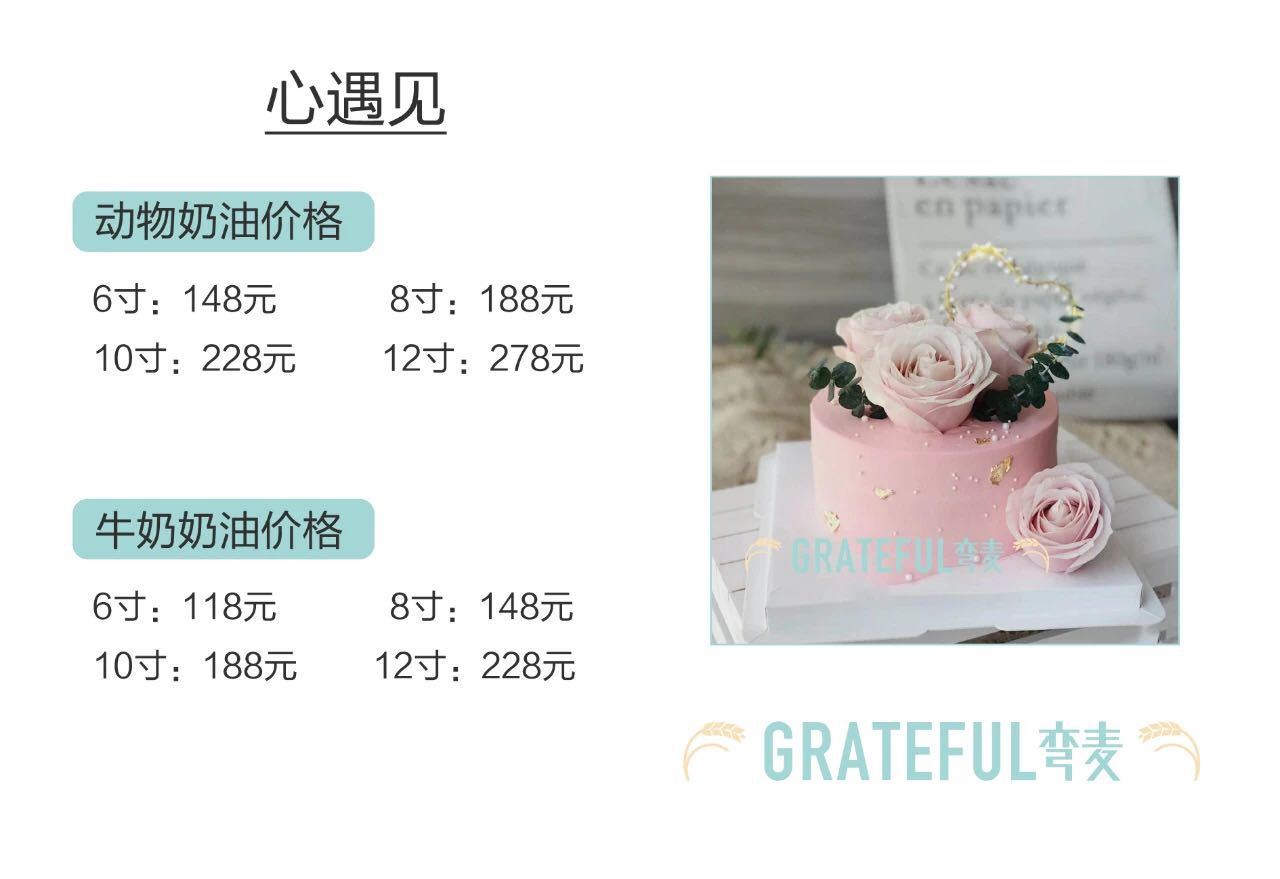 心遇见
动物奶油价格
6寸：148元 8寸：188元
10寸：228元 12寸：278元
牛奶奶油价格
6寸：118元 8寸：148元
10寸：188元 12寸：228元
en papier
GRATEFUL弯麦
GRATEFUL弯麦